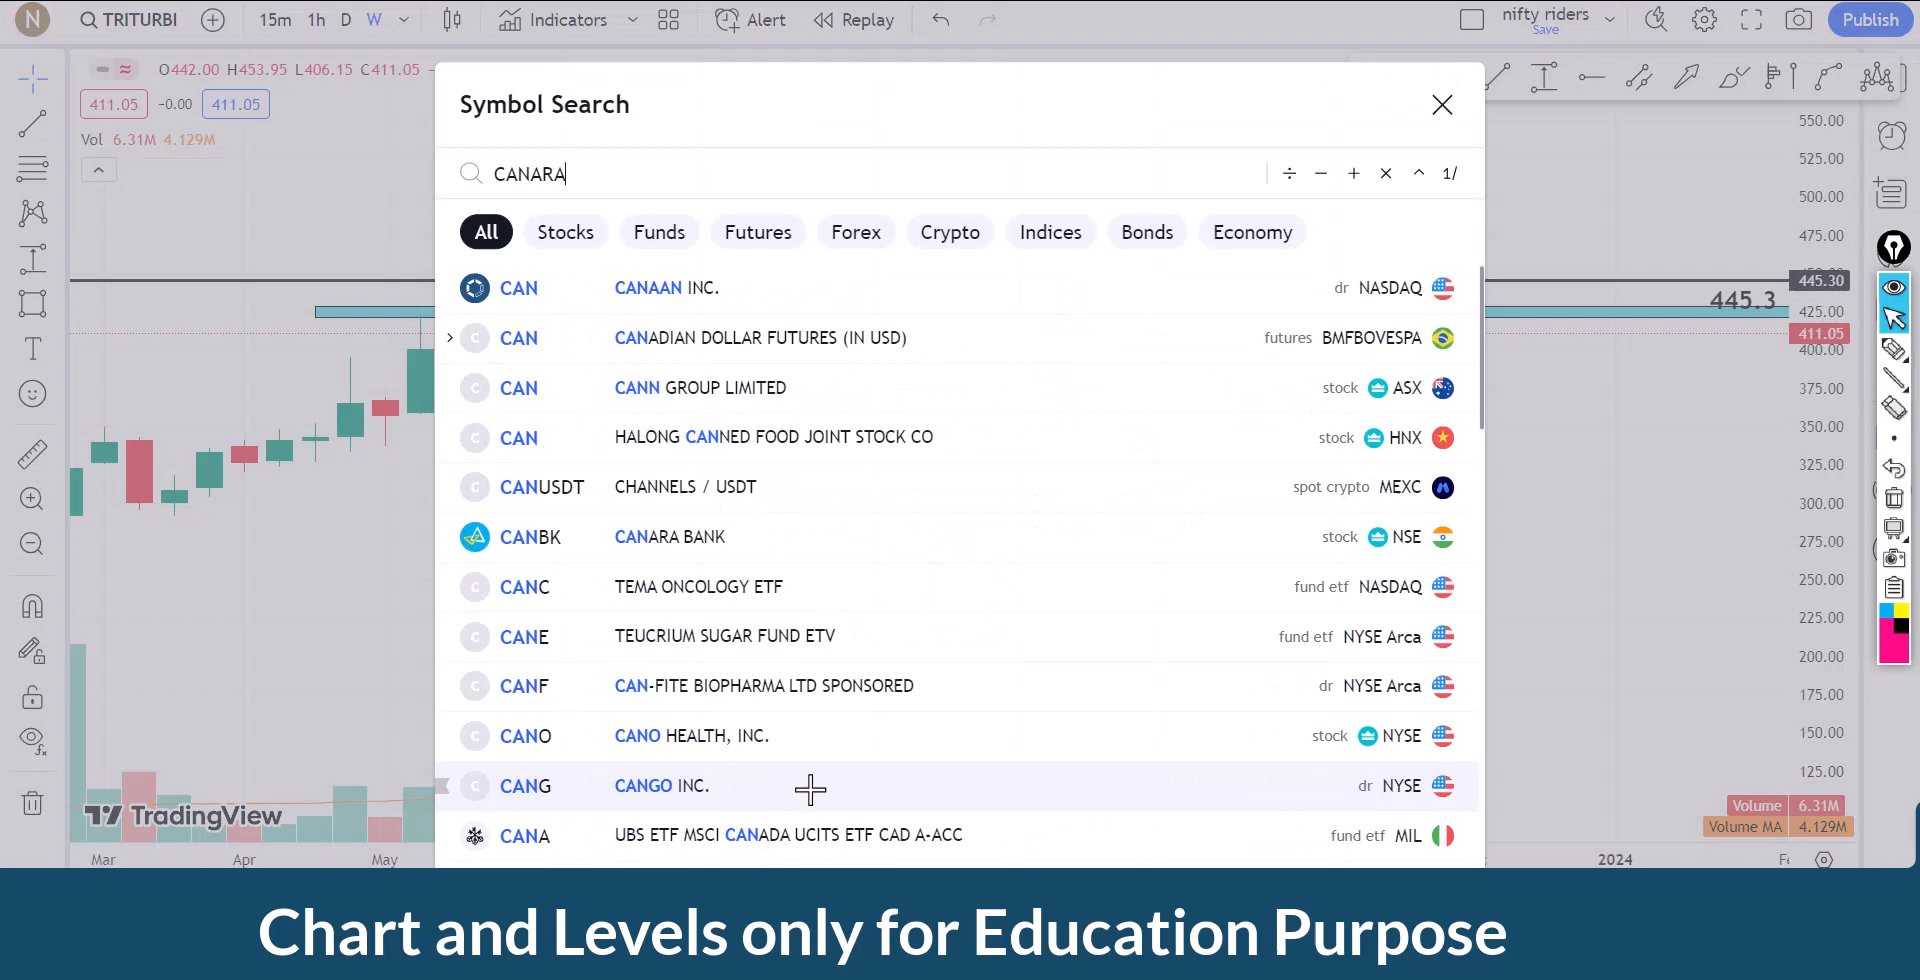 N TRITURBI 15m 1h D W Indicators Alert Replay nifty riders Save Publish
O442.00 H453.95 L406.15 C411.05
411.05 −0.00 411.05
Vol 6.31M 4.129M
Symbol Search
CANARA ÷ − + × ^ 1/
All Stocks Funds Futures Forex Crypto Indices Bonds Economy
CAN CANAAN INC. dr NASDAQ
C CAN CANADIAN DOLLAR FUTURES (IN USD) futures BMFBOVESPA
C CAN CANN GROUP LIMITED stock ASX
C CAN HALONG CANNED FOOD JOINT STOCK CO stock HNX
C CANUSDT CHANNELS / USDT spot crypto MEXC
CANBK CANARA BANK stock NSE
C CANC TEMA ONCOLOGY ETF fund etf NASDAQ
C CANE TEUCRIUM SUGAR FUND ETV fund etf NYSE Arca
C CANF CAN-FITE BIOPHARMA LTD SPONSORED dr NYSE Arca
C CANO CANO HEALTH, INC. stock NYSE
C CANG CANGO INC. dr NYSE
CANA UBS ETF MSCI CANADA UCITS ETF CAD A-ACC fund etf MIL
550.00
525.00
500.00
475.00
445.30
445.3
425.00
411.05
400.00
375.00
350.00
325.00
300.00
275.00
250.00
225.00
200.00
175.00
150.00
125.00
Volume 6.31M
Volume MA 4.129M
TradingView
Mar Apr May 2024
Chart and Levels only for Education Purpose